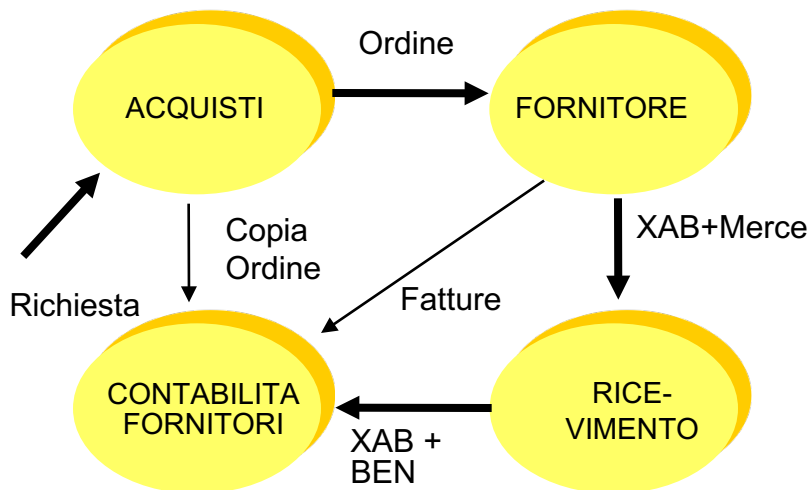 Ordine
ACQUISTI
FORNITORE
Copia
Ordine
XAB+Merce
Richiesta
Fatture
CONTABILITA
FORNITORI
RICE-
VIMENTO
XAB +
BEN